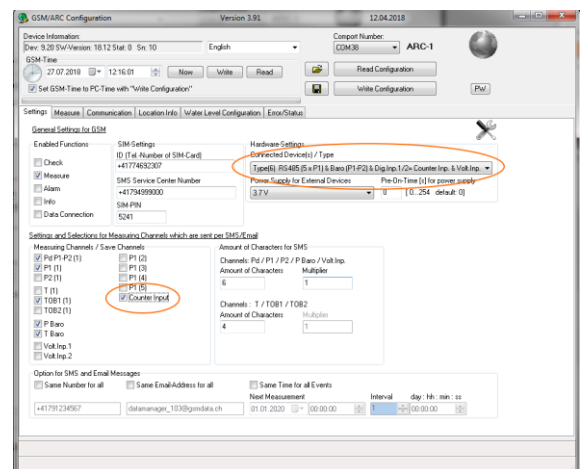 GSM/ARC Configuration Version 3.91 12.04.2018
Device Information: Comport Number:
Dev: 9.20 SW-Version: 18.12 Stat: 0 Sn: 10 English COM38 ARC-1
GSM-Time
27.07.2018 12:16:01 Now Write Read Read Configuration
Set GSM-Time to PC-Time with "Write Configuration" Write Configuration PW
Settings Measure Communication Location Info Water Level Configuration Error/Status
General Settings for GSM
Enabled Functions SIM-Settings Hardware-Settings
ID (Tel.-Number of SIM-Card) Connected Device(s) / Type
Check +41774692307 Type(6) RS485 (5 x P1) & Baro (P1-P2) & Dig.Inp.1/2= Counter Inp. & Volt.Inp.
Measure SMS Service Center Number Power Supply for External Devices Pre-On-Time [s] for power supply
Alarm +41794999000 3.7 V 0 [ 0...254 default: 0]
Info SIM-PIN
Data Connection 5241
Settings and Selections for Measuring Channels which are sent per SMS/Email
Measuring Channels / Save Channels Amount of Characters for SMS
Pd P1-P2 (1) P1 (2) Channels: Pd / P1 / P2 / P Baro / Volt.Inp.
P1 (1) P1 (3) Amount of Characters Multiplier
P2 (1) P1 (4) 6 1
T (1) P1 (5)
TOB1 (1) Counter Input Channels : T / TOB1 / TOB2
TOB2 (1) Amount of Characters Multiplier
P Baro 4 1
T Baro
Volt.Inp.1
Volt.Inp.2
Option for SMS and Email Messages
Same Number for all Same Email-Address for all Same Time for all Events
Next Measurement Interval day : hh : min : ss
+41791234567 datamanager_103@gsmdata.ch 01.01.2020 00:00:00 1 00:00:00